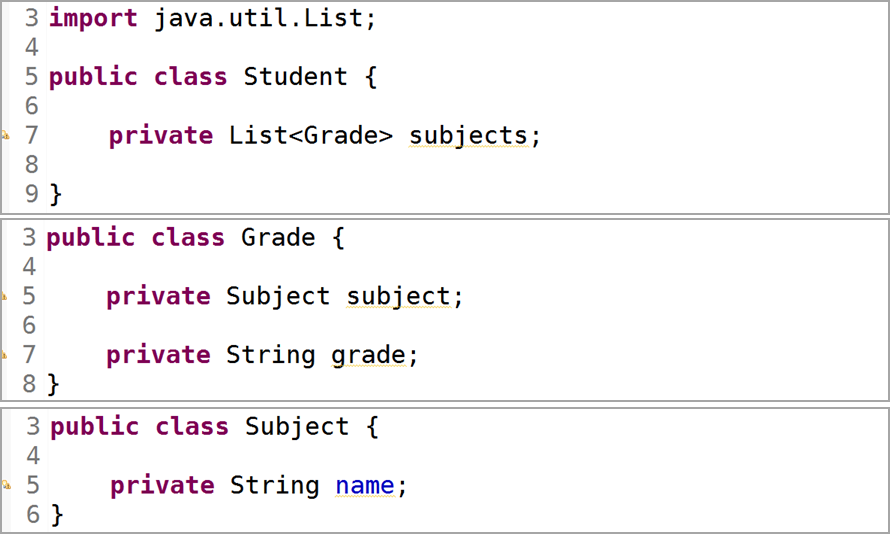 3 import java.util.List;
4
5 public class Student {
6
7 private List<Grade> subjects;
8
9 }
3 public class Grade {
4
5 private Subject subject;
6
7 private String grade;
8 }
3 public class Subject {
4
5 private String name;
6 }